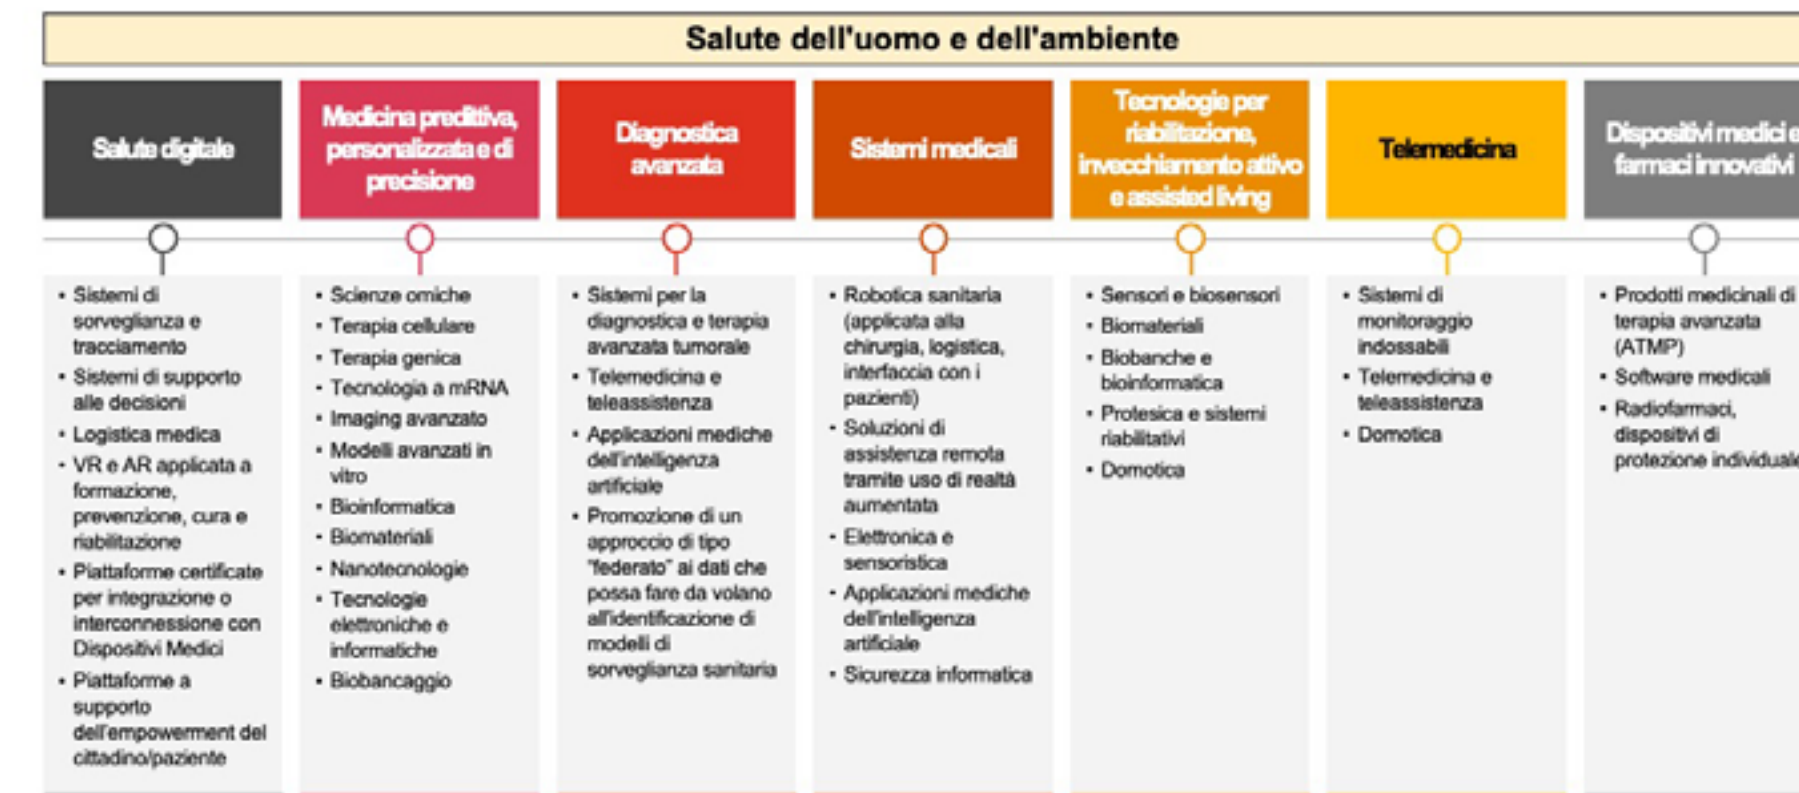 Salute dell'uomo e dell'ambiente
Salute digitale
• Sistemi di
sorveglianza e
tracciamento
• Sistemi di supporto
alle decisioni
• Logistica medica
• VR e AR applicata a
formazione,
prevenzione, cura e
riabilitazione
• Piattaforme certificate
per integrazione o
interconnessione con
Dispositivi Medici
• Piattaforme a
supporto
dell'empowerment del
cittadino/paziente
Medicina predittiva,
personalizzata e di
precisione
• Scienze omiche
• Terapia cellulare
• Terapia genica
• Tecnologia a mRNA
• Imaging avanzato
• Modelli avanzati in
vitro
• Bioinformatica
• Biomateriali
• Nanotecnologie
• Tecnologie
elettroniche e
informatiche
• Biobancaggio
Diagnostica
avanzata
• Sistemi per la
diagnostica e terapia
avanzata tumorale
• Telemedicina e
teleassistenza
• Applicazioni mediche
dell'intelligenza
artificiale
• Promozione di un
approccio di tipo
"federato" ai dati che
possa fare da volano
all'identificazione di
modelli di
sorveglianza sanitaria
Sistemi medicali
• Robotica sanitaria
(applicata alla
chirurgia, logistica,
interfaccia con i
pazienti)
• Soluzioni di
assistenza remota
tramite uso di realtà
aumentata
• Elettronica e
sensoristica
• Applicazioni mediche
dell'intelligenza
artificiale
• Sicurezza informatica
Tecnologie per
riabilitazione,
invecchiamento attivo
e assisted living
• Sensori e biosensori
• Biomateriali
• Biobanche e
bioinformatica
• Protesica e sistemi
riabilitativi
• Domotica
Telemedicina
• Sistemi di
monitoraggio
indossabili
• Telemedicina e
teleassistenza
• Domotica
Dispositivi medici e
farmaci innovativi
• Prodotti medicinali di
terapia avanzata
(ATMP)
• Software medicali
• Radiofarmaci,
dispositivi di
protezione individuale